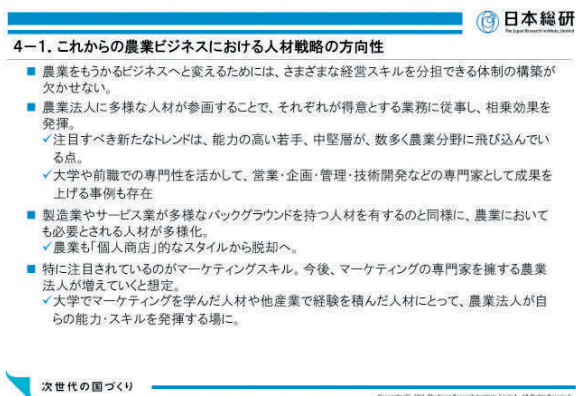 日本総研
The Japan Research Institute, Limited
4－1．これからの農業ビジネスにおける人材戦略の方向性
■ 農業をもうかるビジネスへと変えるためには、さまざまな経営スキルを分担できる体制の構築が
欠かせない。
■ 農業法人に多様な人材が参画することで、それぞれが得意とする業務に従事し、相乗効果を
発揮。
✓注目すべき新たなトレンドは、能力の高い若手、中堅層が、数多く農業分野に飛び込んでい
る点。
✓大学や前職での専門性を活かして、営業・企画・管理・技術開発などの専門家として成果を
上げる事例も存在
■ 製造業やサービス業が多様なバックグラウンドを持つ人材を有するのと同様に、農業において
も必要とされる人材が多様化。
✓農業も「個人商店」的なスタイルから脱却へ。
■ 特に注目されているのがマーケティングスキル。今後、マーケティングの専門家を擁する農業
法人が増えていくと想定。
✓大学でマーケティングを学んだ人材や他産業で経験を積んだ人材にとって、農業法人が自
らの能力・スキルを発揮する場に。
次世代の国づくり